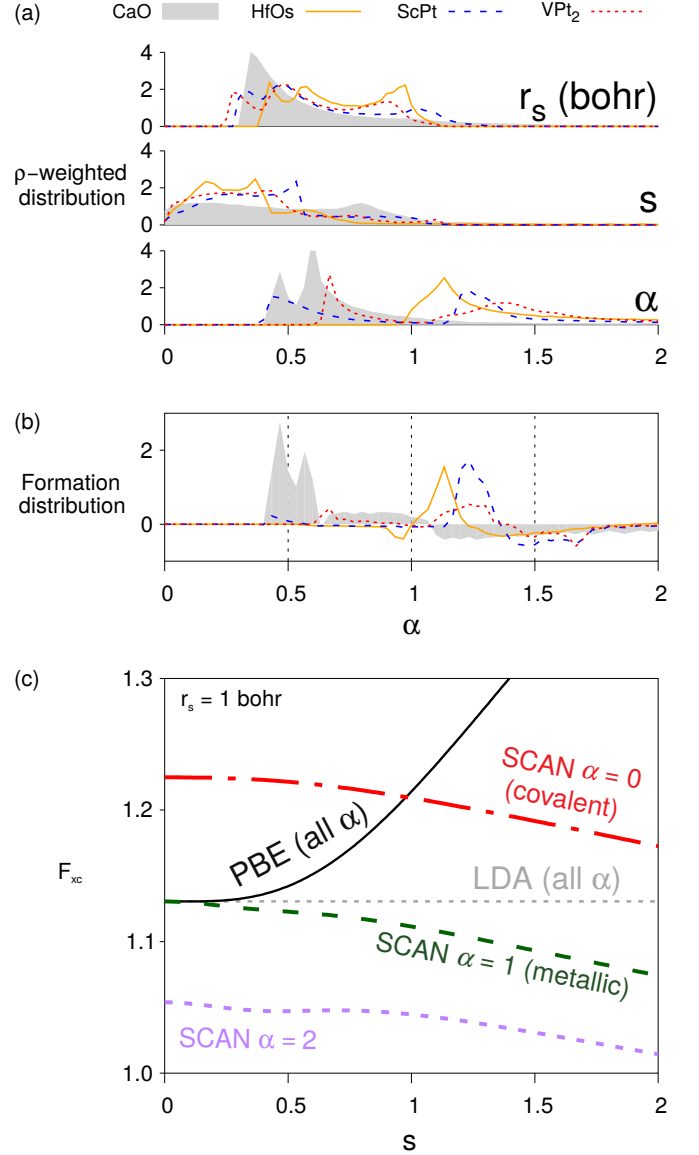 (a)
CaO HfOs ScPt VPt₂
4
2
0
r_s (bohr)
ρ-weighted
distribution
4
2
0
s
4
2
0
α
0 0.5 1 1.5 2
(b)
Formation
distribution
2
0
0 0.5 1 1.5 2
α
(c)
1.3
1.2
1.1
1.0
F_xc
r_s = 1 bohr
SCAN α = 0
(covalent)
PBE (all α)
LDA (all α)
SCAN α = 1 (metallic)
SCAN α = 2
0 0.5 1 1.5 2
s